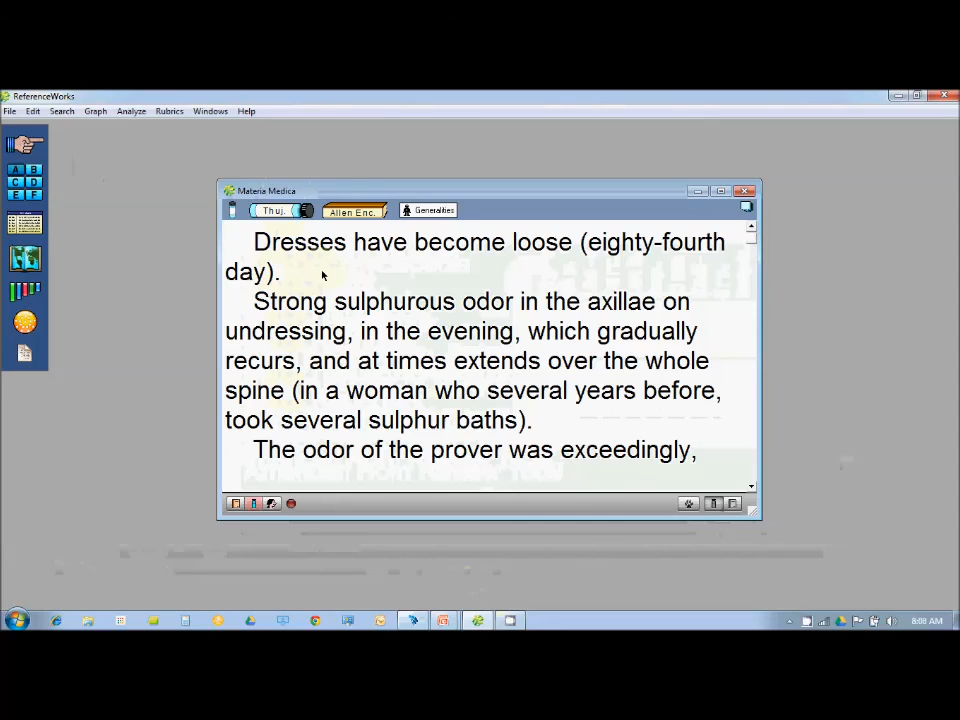 ReferenceWorks
File Edit Search Graph Analyze Rubrics Windows Help
A B
C D
E F
Materia Medica
Thuj. Allen Enc. Generalities
Dresses have become loose (eighty-fourth
day).
Strong sulphurous odor in the axillae on
undressing, in the evening, which gradually
recurs, and at times extends over the whole
spine (in a woman who several years before,
took several sulphur baths).
The odor of the prover was exceedingly,
8:08 AM